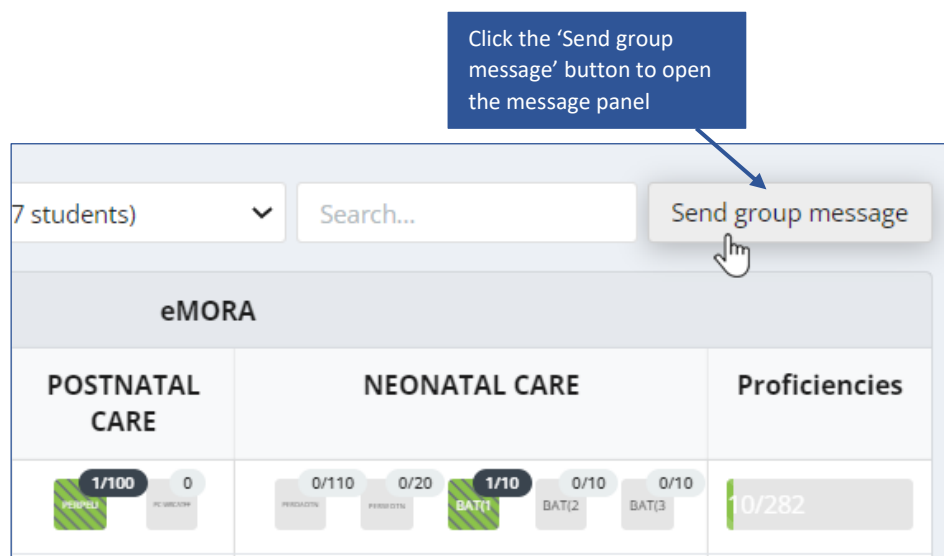 Click the ‘Send group
message’ button to open
the message panel
7 students)
Search...
Send group message
eMORA
POSTNATAL
CARE
NEONATAL CARE
Proficiencies
1/100 0 0/110 0/20 1/10 0/10 0/10
BAT(1 BAT(2 BAT(3
10/282